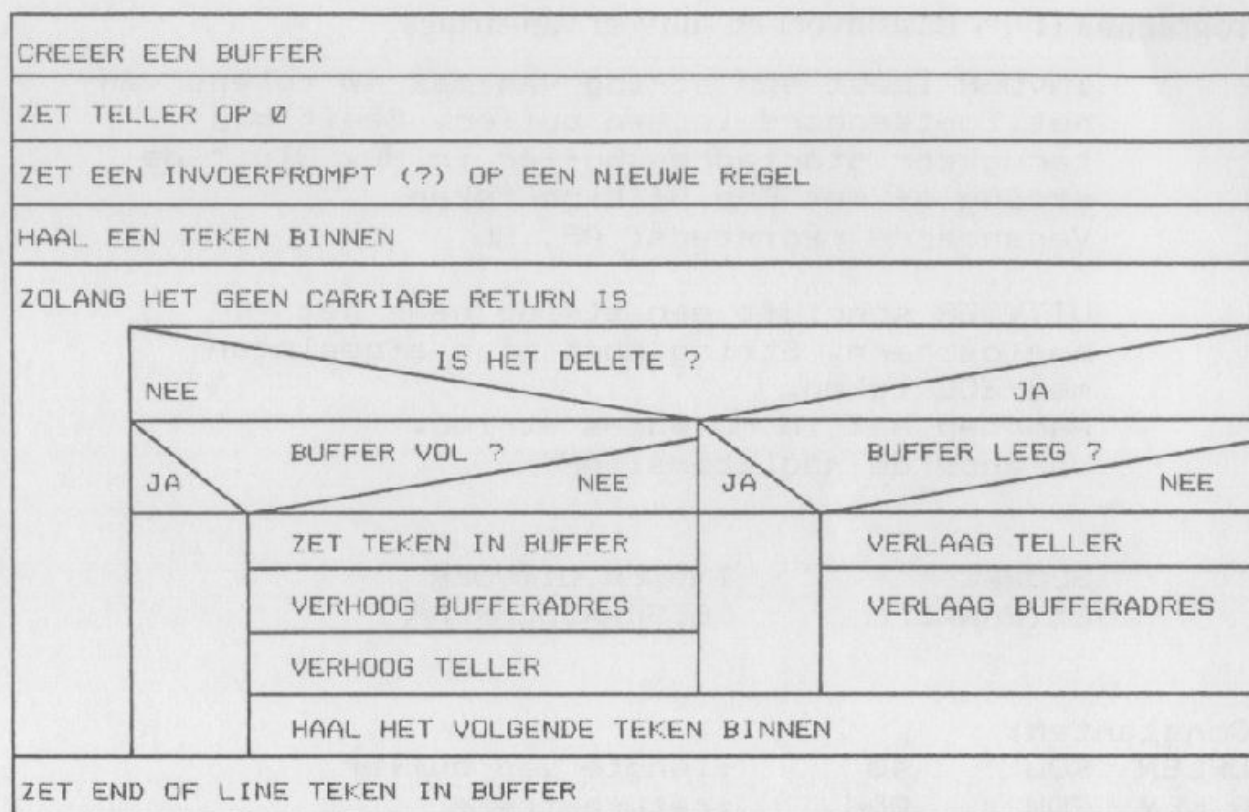 CREEER EEN BUFFER
ZET TELLER OP 0
ZET EEN INVOERPROMPT (?) OP EEN NIEUWE REGEL
HAAL EEN TEKEN BINNEN
ZOLANG HET GEEN CARRIAGE RETURN IS
IS HET DELETE ?
NEE JA
BUFFER VOL ? BUFFER LEEG ?
JA NEE JA NEE
ZET TEKEN IN BUFFER VERLAAG TELLER
VERHOOG BUFFERADRES VERLAAG BUFFERADRES
VERHOOG TELLER
HAAL HET VOLGENDE TEKEN BINNEN
ZET END OF LINE TEKEN IN BUFFER